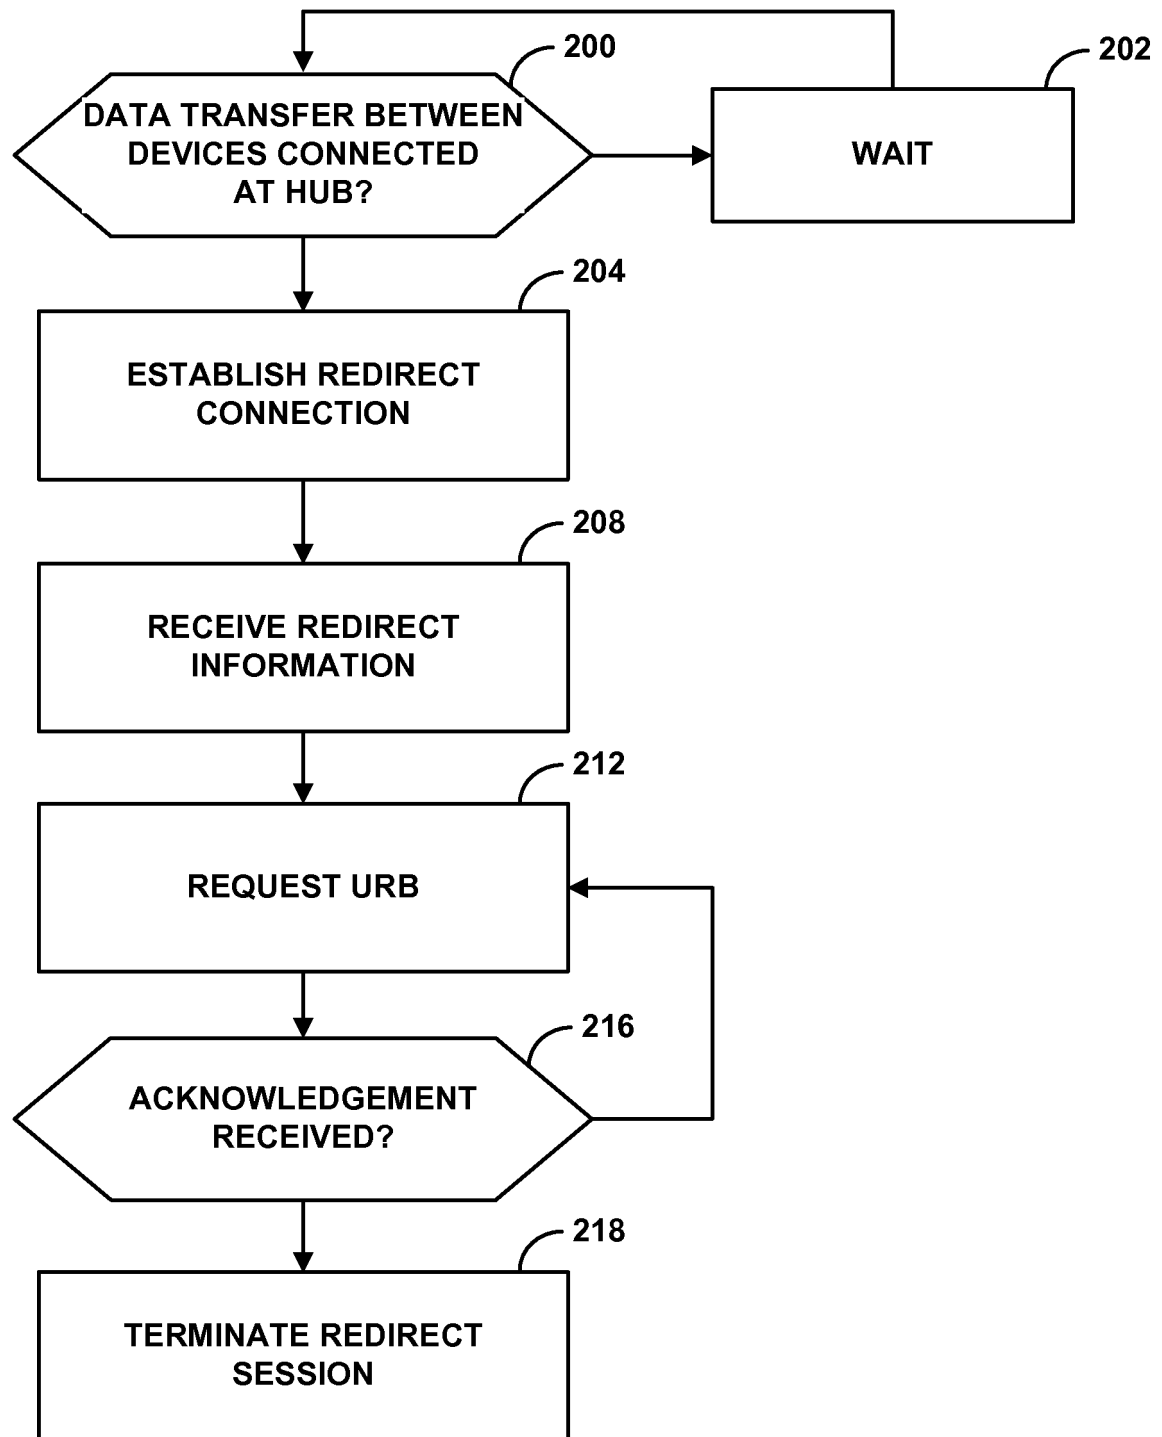 200
DATA TRANSFER BETWEEN
DEVICES CONNECTED
AT HUB?
202
WAIT
204
ESTABLISH REDIRECT
CONNECTION
208
RECEIVE REDIRECT
INFORMATION
212
REQUEST URB
216
ACKNOWLEDGEMENT
RECEIVED?
218
TERMINATE REDIRECT
SESSION